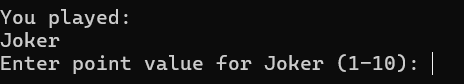 You played:
Joker
Enter point value for Joker (1-10):